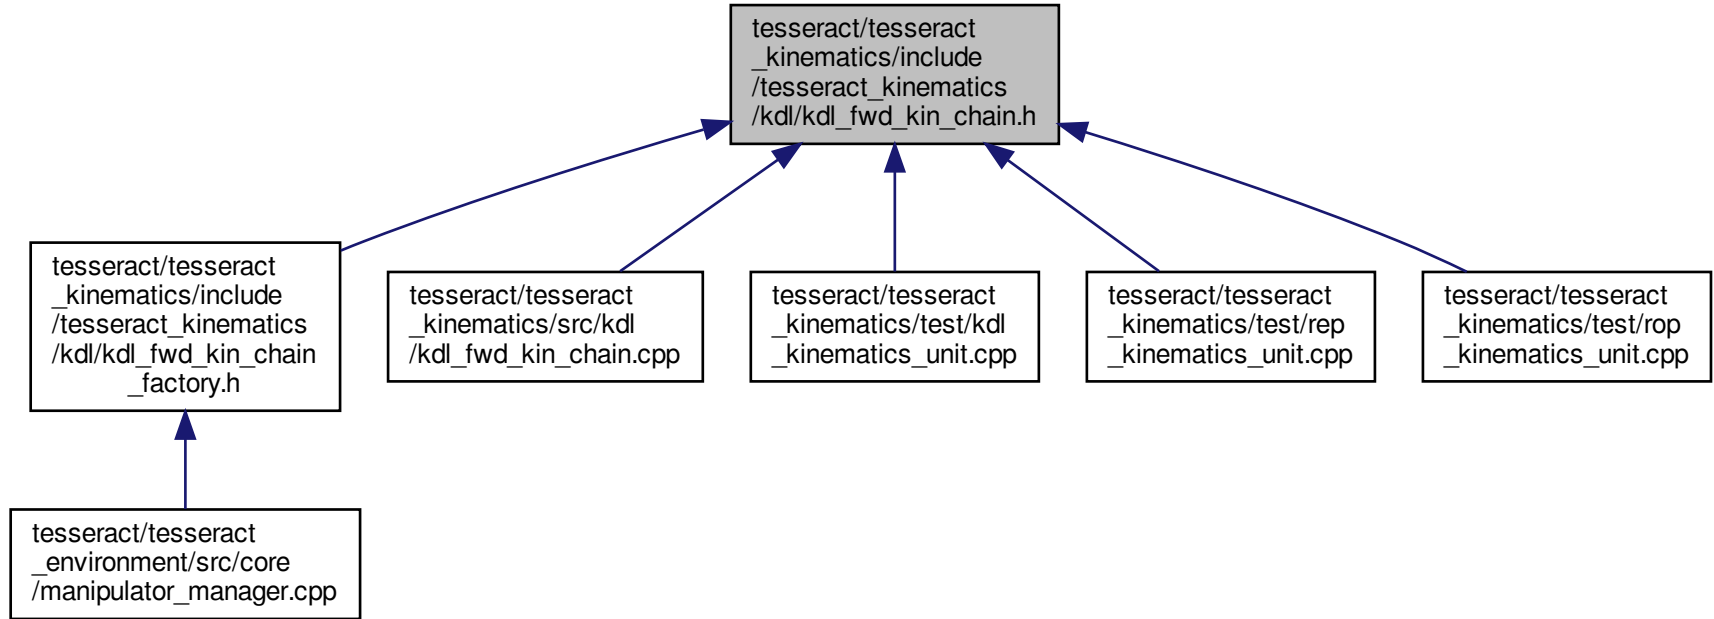 tesseract/tesseract
_kinematics/include
/tesseract_kinematics
/kdl/kdl_fwd_kin_chain.h
tesseract/tesseract
_kinematics/include
/tesseract_kinematics
/kdl/kdl_fwd_kin_chain
_factory.h
tesseract/tesseract
_kinematics/src/kdl
/kdl_fwd_kin_chain.cpp
tesseract/tesseract
_kinematics/test/kdl
_kinematics_unit.cpp
tesseract/tesseract
_kinematics/test/rep
_kinematics_unit.cpp
tesseract/tesseract
_kinematics/test/rop
_kinematics_unit.cpp
tesseract/tesseract
_environment/src/core
/manipulator_manager.cpp